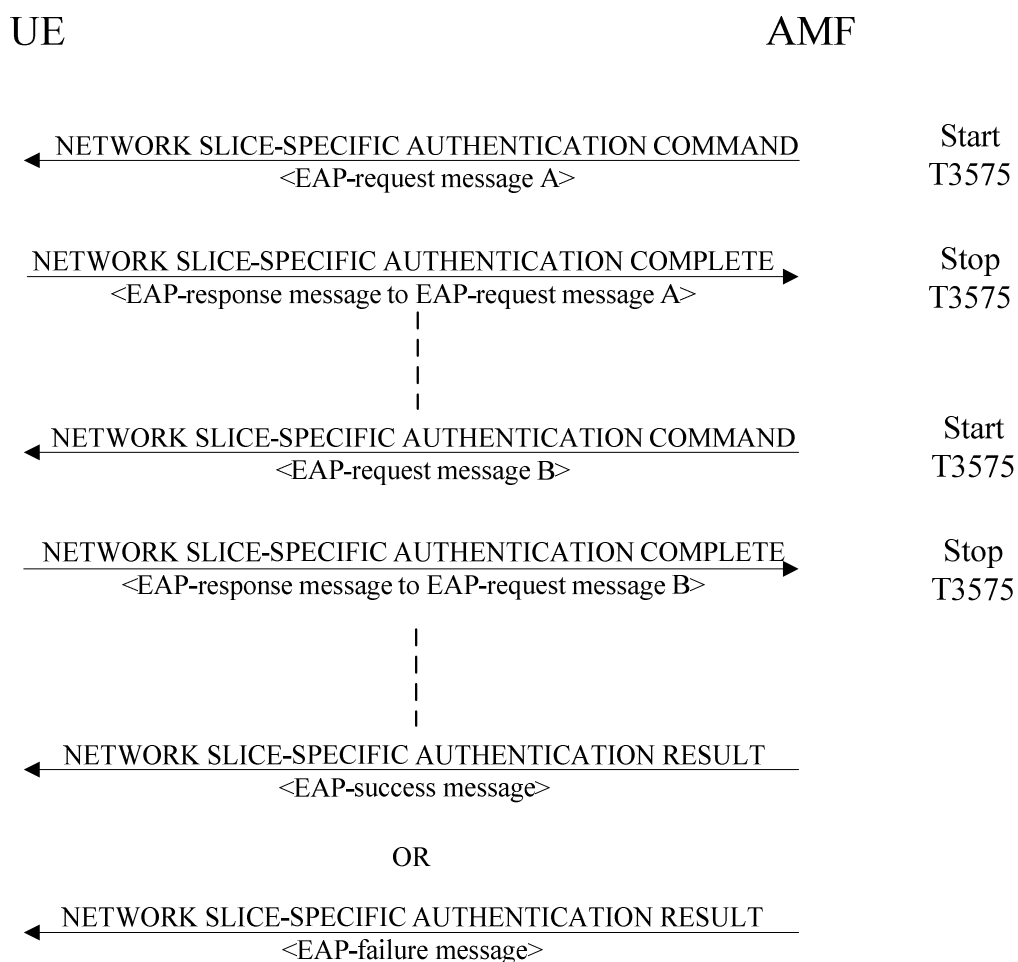 UE
AMF
NETWORK SLICE-SPECIFIC AUTHENTICATION COMMAND
<EAP-request message A>
Start
T3575
NETWORK SLICE-SPECIFIC AUTHENTICATION COMPLETE
<EAP-response message to EAP-request message A>
Stop
T3575
NETWORK SLICE-SPECIFIC AUTHENTICATION COMMAND
<EAP-request message B>
Start
T3575
NETWORK SLICE-SPECIFIC AUTHENTICATION COMPLETE
<EAP-response message to EAP-request message B>
Stop
T3575
NETWORK SLICE-SPECIFIC AUTHENTICATION RESULT
<EAP-success message>
OR
NETWORK SLICE-SPECIFIC AUTHENTICATION RESULT
<EAP-failure message>